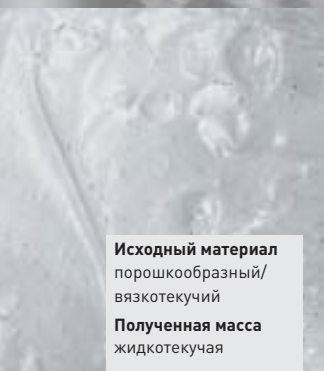 Исходный материал
порошкообразный/
вязкотекучий
Полученная масса
жидкотекучая